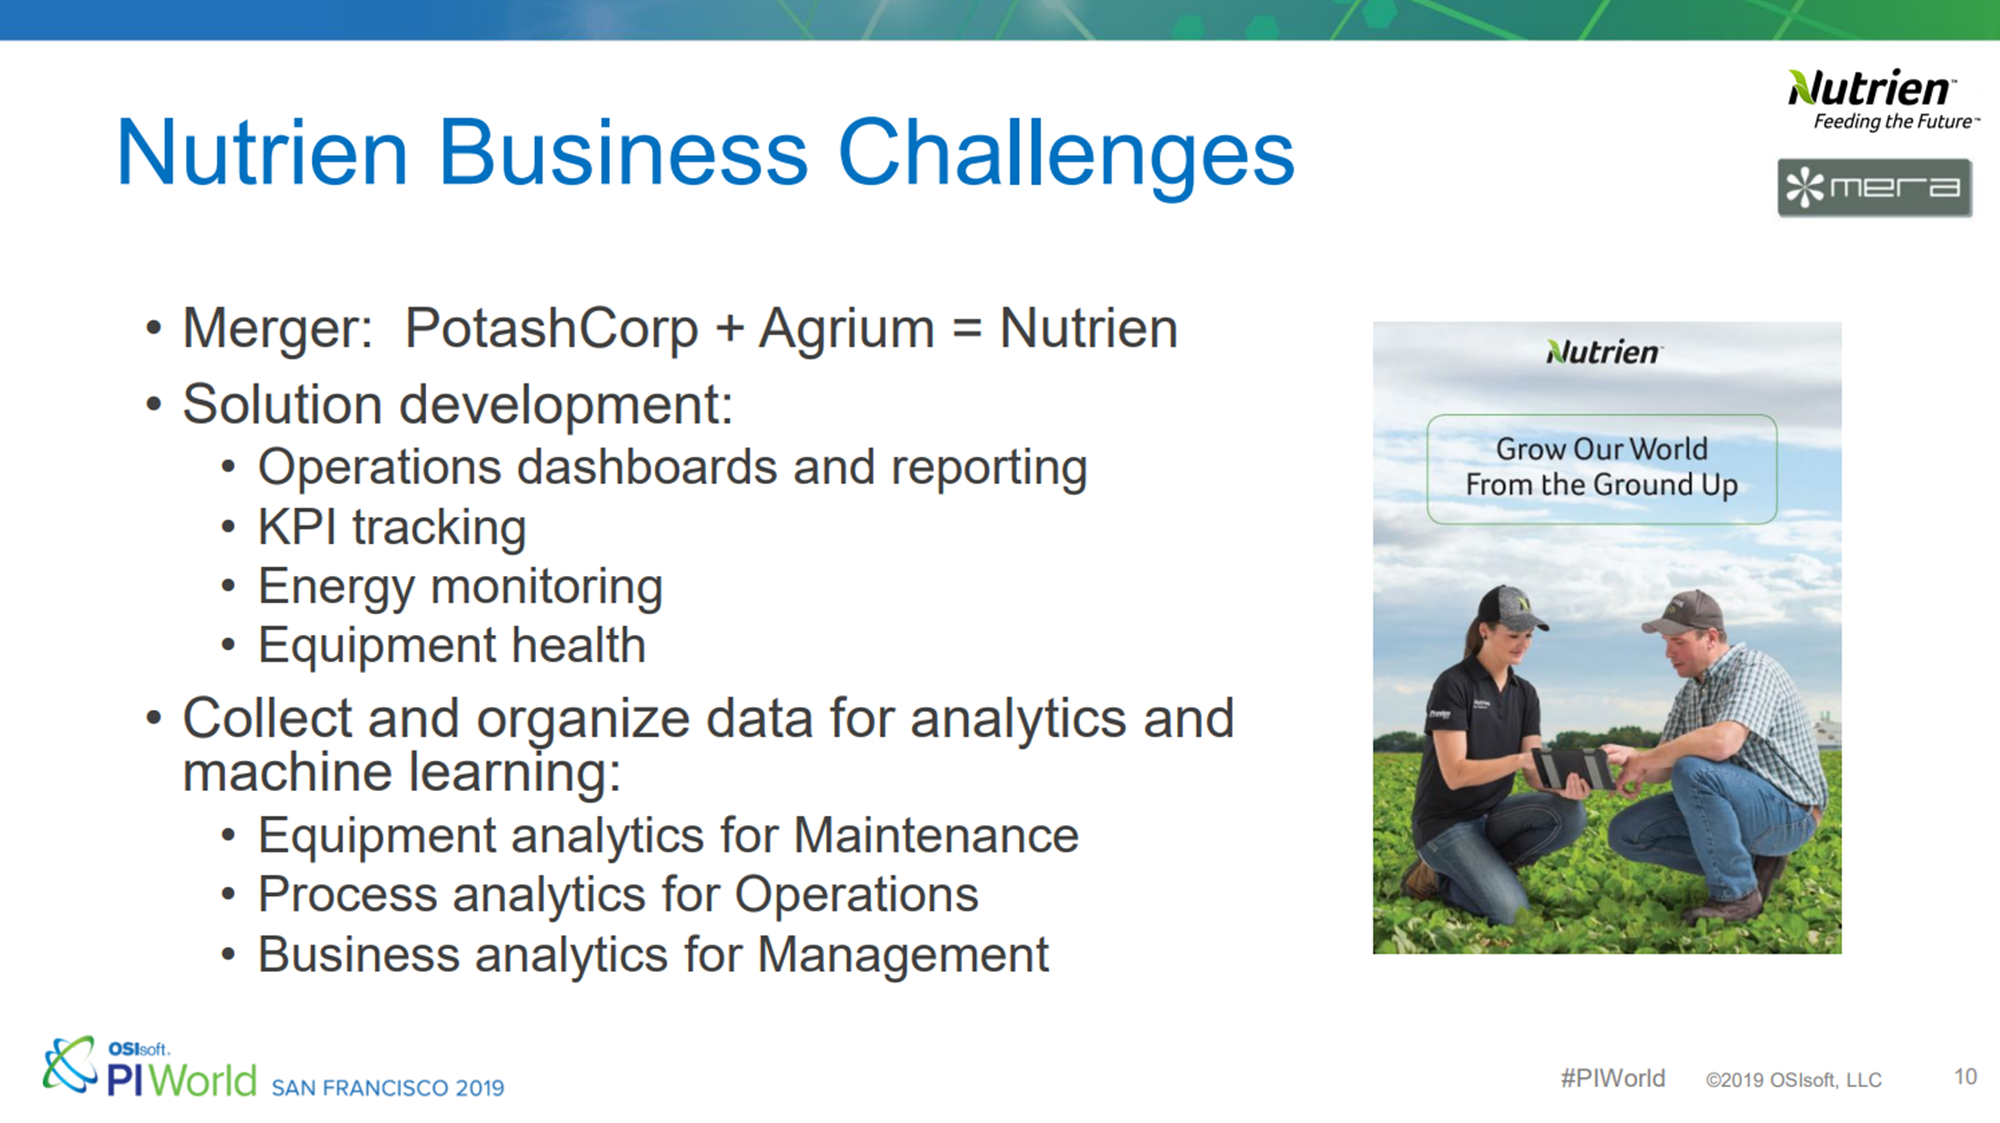 Nutrien™
Feeding the Future™
mera
Nutrien Business Challenges
• Merger: PotashCorp + Agrium = Nutrien
• Solution development:
• Operations dashboards and reporting
• KPI tracking
• Energy monitoring
• Equipment health
• Collect and organize data for analytics and
machine learning:
• Equipment analytics for Maintenance
• Process analytics for Operations
• Business analytics for Management
Nutrien™
Grow Our World
From the Ground Up
OSIsoft.
PI World SAN FRANCISCO 2019
#PIWorld ©2019 OSIsoft, LLC 10